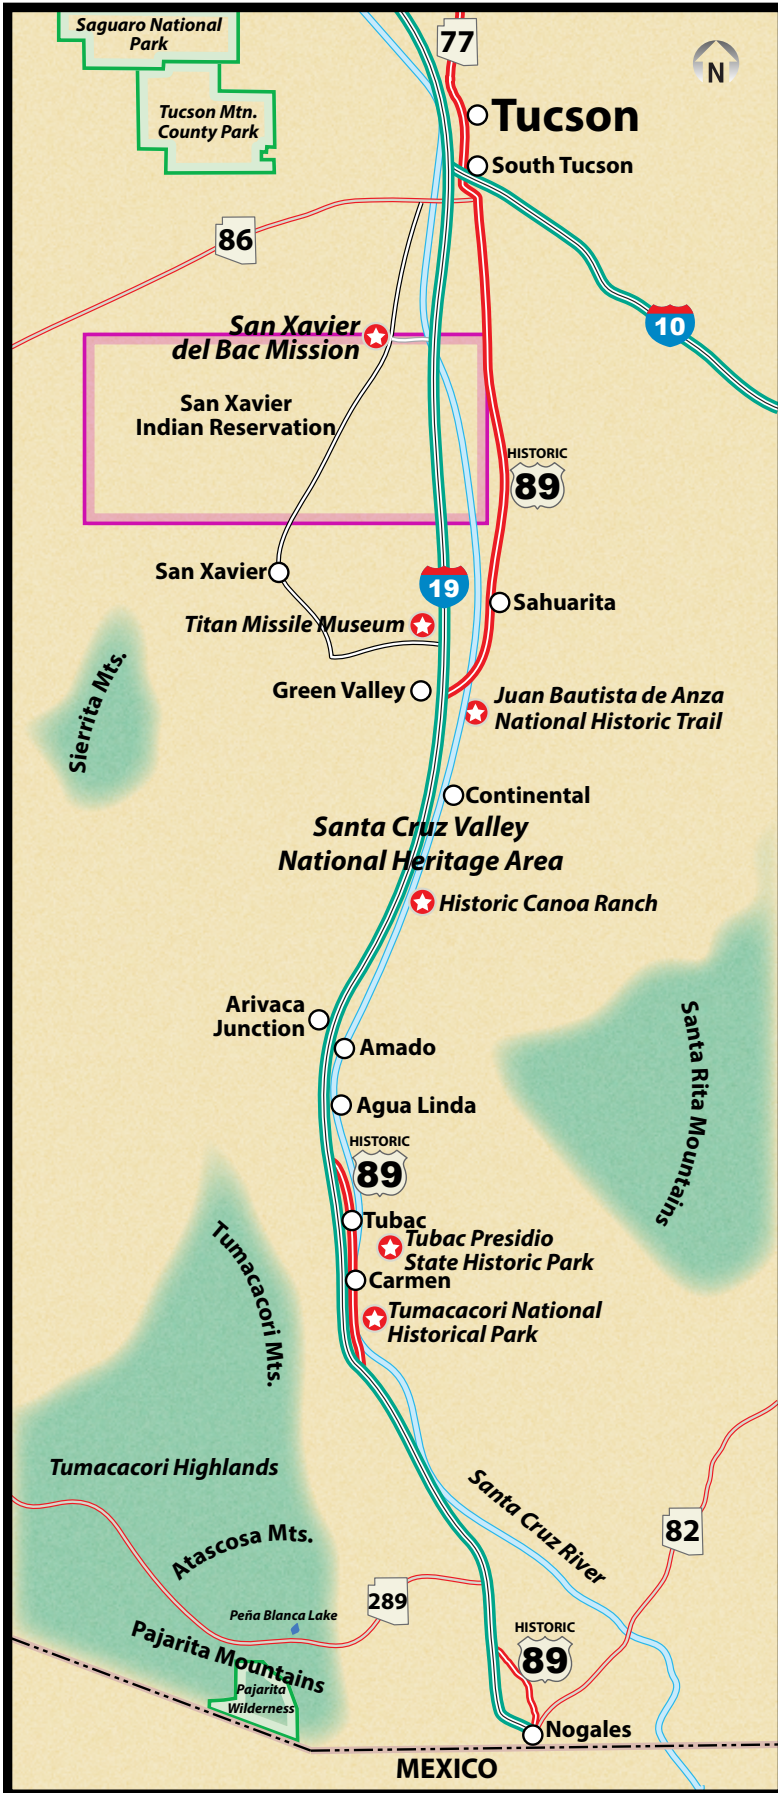 Saguaro National
Park
77
N
Tucson Mtn.
County Park
Tucson
South Tucson
86
10
San Xavier
del Bac Mission
San Xavier
Indian Reservation
HISTORIC
89
San Xavier
19
Sahuarita
Titan Missile Museum
Sierrita Mts.
Green Valley
Juan Bautista de Anza
National Historic Trail
Continental
Santa Cruz Valley
National Heritage Area
Historic Canoa Ranch
Arivaca
Junction
Santa Rita Mountains
Amado
Agua Linda
HISTORIC
89
Tubac
Tubac Presidio
State Historic Park
Tumacacori Mts.
Carmen
Tumacacori National
Historical Park
Tumacacori Highlands
Santa Cruz River
82
Atascosa Mts.
289
Peña Blanca Lake
HISTORIC
89
Pajarita Mountains
Pajarita
Wilderness
Nogales
MEXICO